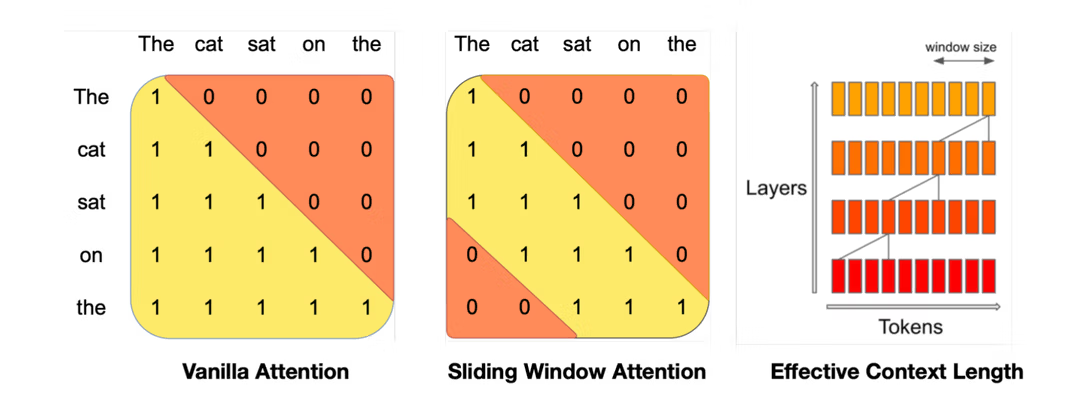 The cat sat on the
The 1 0 0 0 0
cat 1 1 0 0 0
sat 1 1 1 0 0
on 1 1 1 1 0
the 1 1 1 1 1
Vanilla Attention
The cat sat on the
1 0 0 0 0
1 1 0 0 0
1 1 1 0 0
0 1 1 1 0
0 0 1 1 1
Sliding Window Attention
window size
Layers
Tokens
Effective Context Length